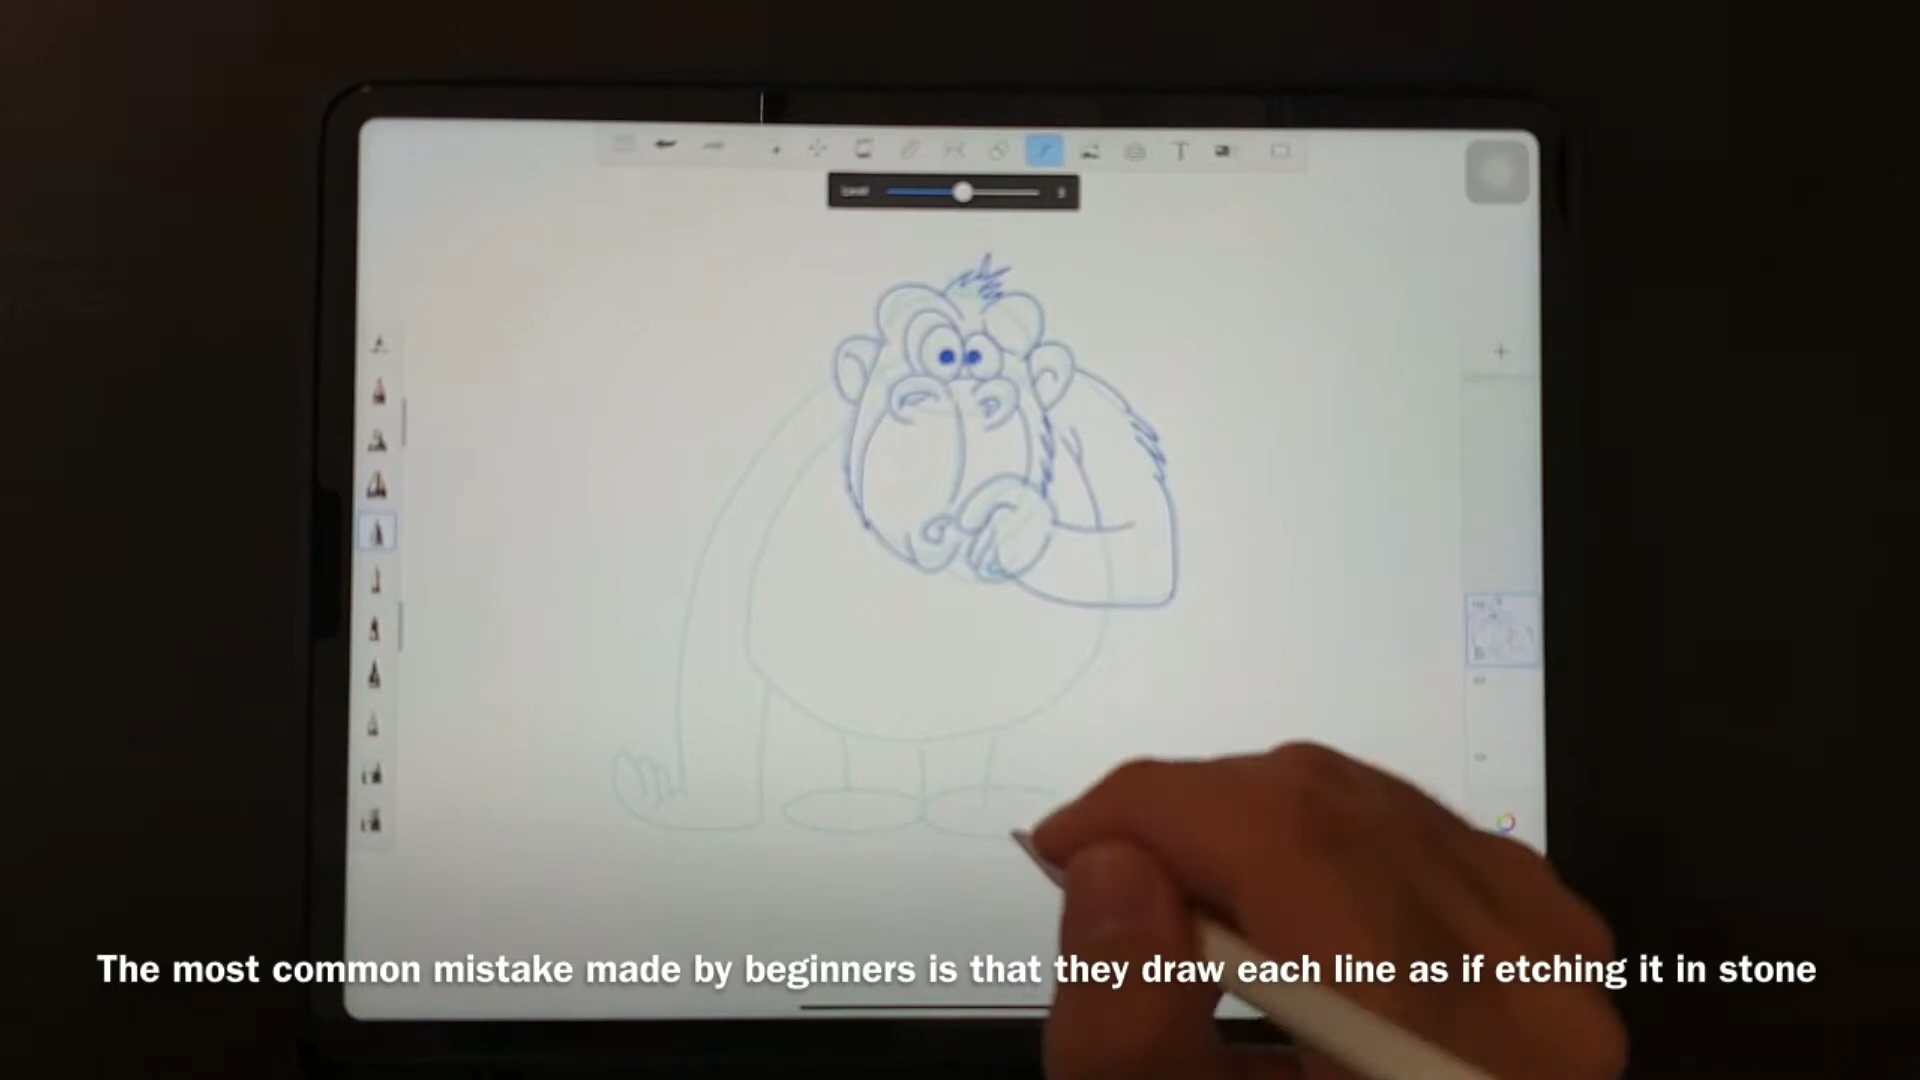 T
Level
The most common mistake made by beginners is that they draw each line as if etching it in stone